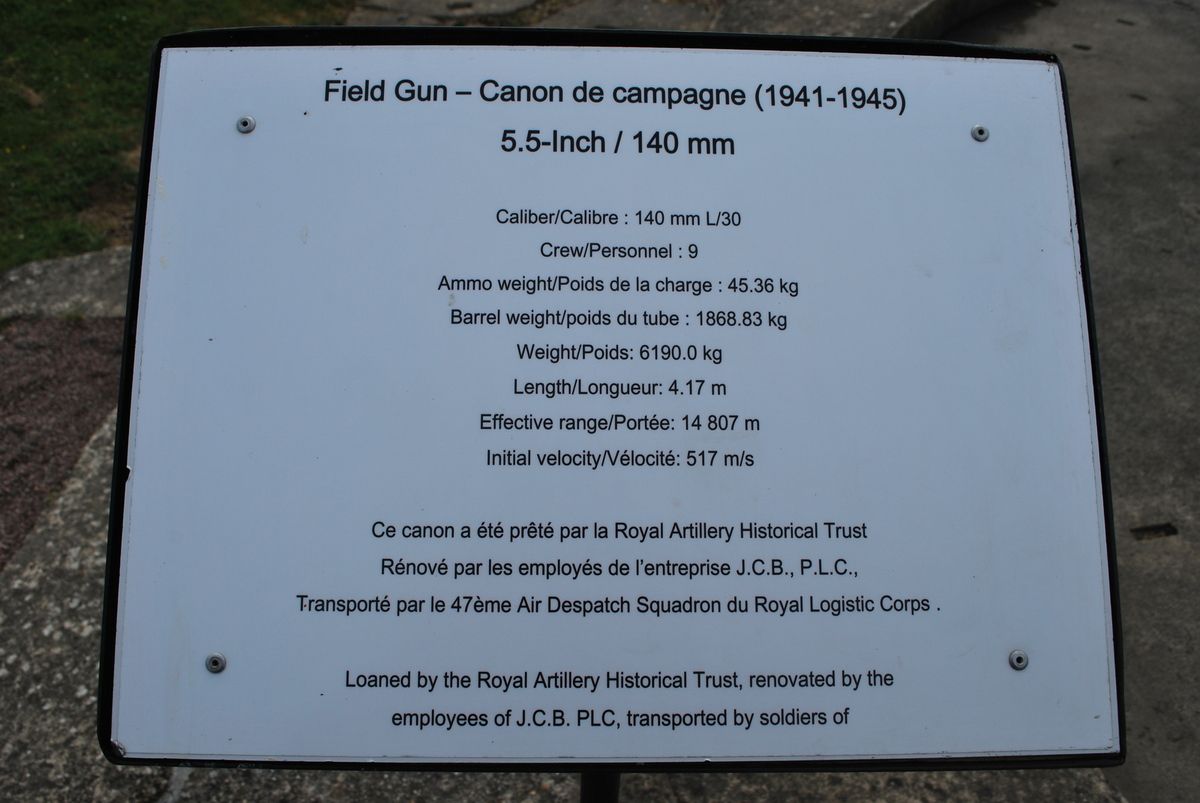 Field Gun – Canon de campagne (1941-1945)
5.5-Inch / 140 mm
Caliber/Calibre : 140 mm L/30
Crew/Personnel : 9
Ammo weight/Poids de la charge : 45.36 kg
Barrel weight/poids du tube : 1868.83 kg
Weight/Poids: 6190.0 kg
Length/Longueur: 4.17 m
Effective range/Portée: 14 807 m
Initial velocity/Vélocité: 517 m/s
Ce canon a été prêté par la Royal Artillery Historical Trust
Rénové par les employés de l'entreprise J.C.B., P.L.C.,
Transporté par le 47ème Air Despatch Squadron du Royal Logistic Corps .
Loaned by the Royal Artillery Historical Trust, renovated by the
employees of J.C.B. PLC, transported by soldiers of